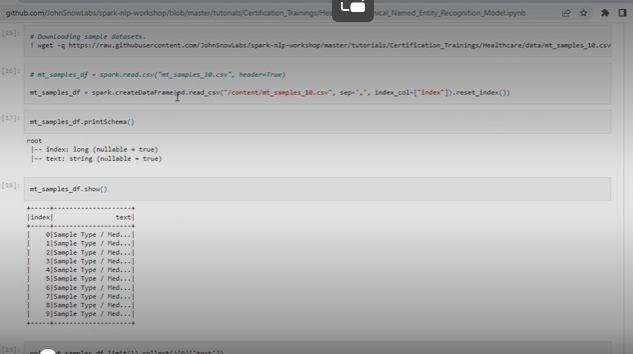 github.com/JohnSnowLabs/spark-nlp-workshop/blob/master/tutorials/Certification_Trainings/Hea nical_Named_Entity_Recognition_Model.ipynb
[15]:
# Downloading sample datasets.
! wget -q https://raw.githubusercontent.com/JohnSnowLabs/spark-nlp-workshop/master/tutorials/Certification_Trainings/Healthcare/data/mt_samples_10.csv
[16]:
# mt_samples_df = spark.read.csv("mt_samples_10.csv", header=True)
mt_samples_df = spark.createDataFrame(pd.read_csv("/content/mt_samples_10.csv", sep=',', index_col=["index"]).reset_index())
[17]:
mt_samples_df.printSchema()
root
|-- index: long (nullable = true)
|-- text: string (nullable = true)
[18]:
mt_samples_df.show()
+-----+--------------------+
|index| text|
+-----+--------------------+
| 0|Sample Type / Med...|
| 1|Sample Type / Med...|
| 2|Sample Type / Med...|
| 3|Sample Type / Med...|
| 4|Sample Type / Med...|
| 5|Sample Type / Med...|
| 6|Sample Type / Med...|
| 7|Sample Type / Med...|
| 8|Sample Type / Med...|
| 9|Sample Type / Med...|
+-----+--------------------+
[19]:
mt_samples_df.limit(1).collect()[0]['text'])